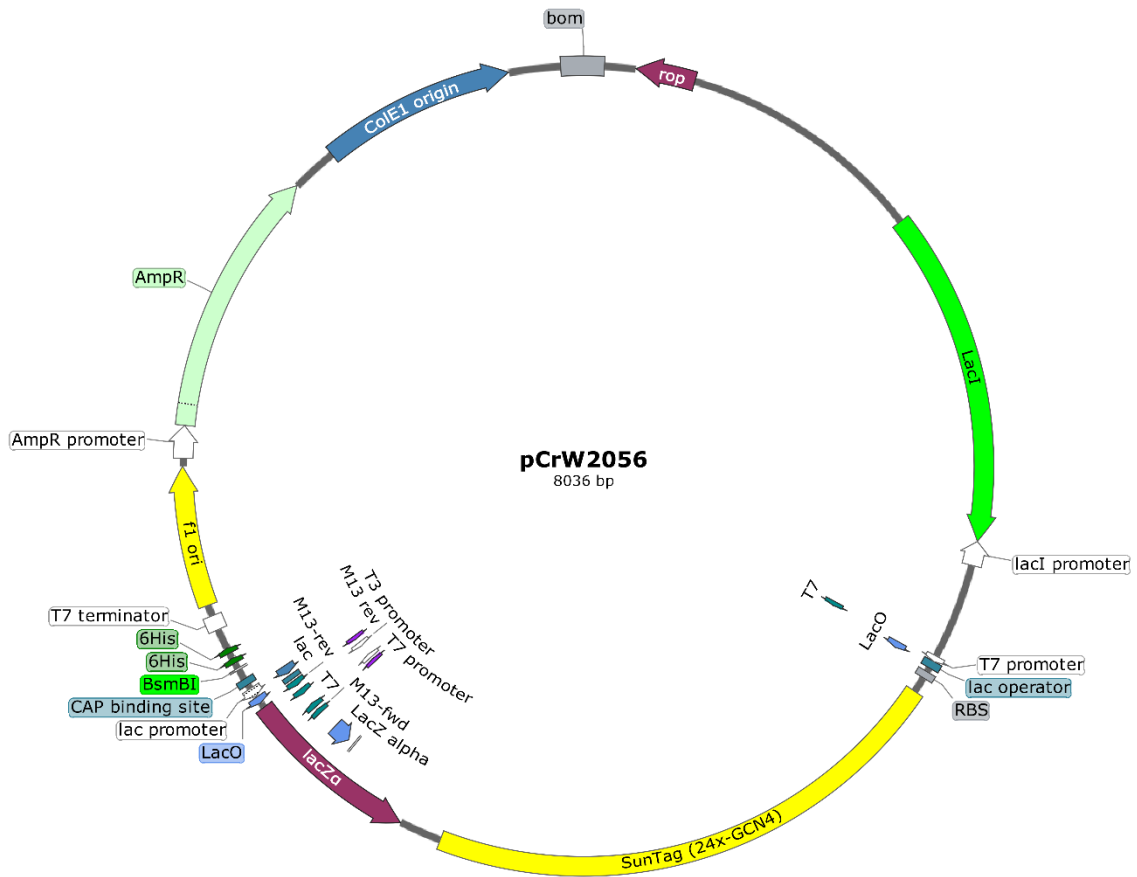 bom
rop
ColE1 origin
LacI
AmpR
AmpR promoter
pCrW2056
8036 bp
f1 ori
lacI promoter
T7
LacO
T7 promoter
lac operator
RBS
T3 promoter
M13 rev
M13-rev
lac
T7 promoter
T7
M13-fwd
LacZ alpha
T7 terminator
6His
6His
BsmBI
CAP binding site
lac promoter
LacO
lacZα
SunTag (24x-GCN4)